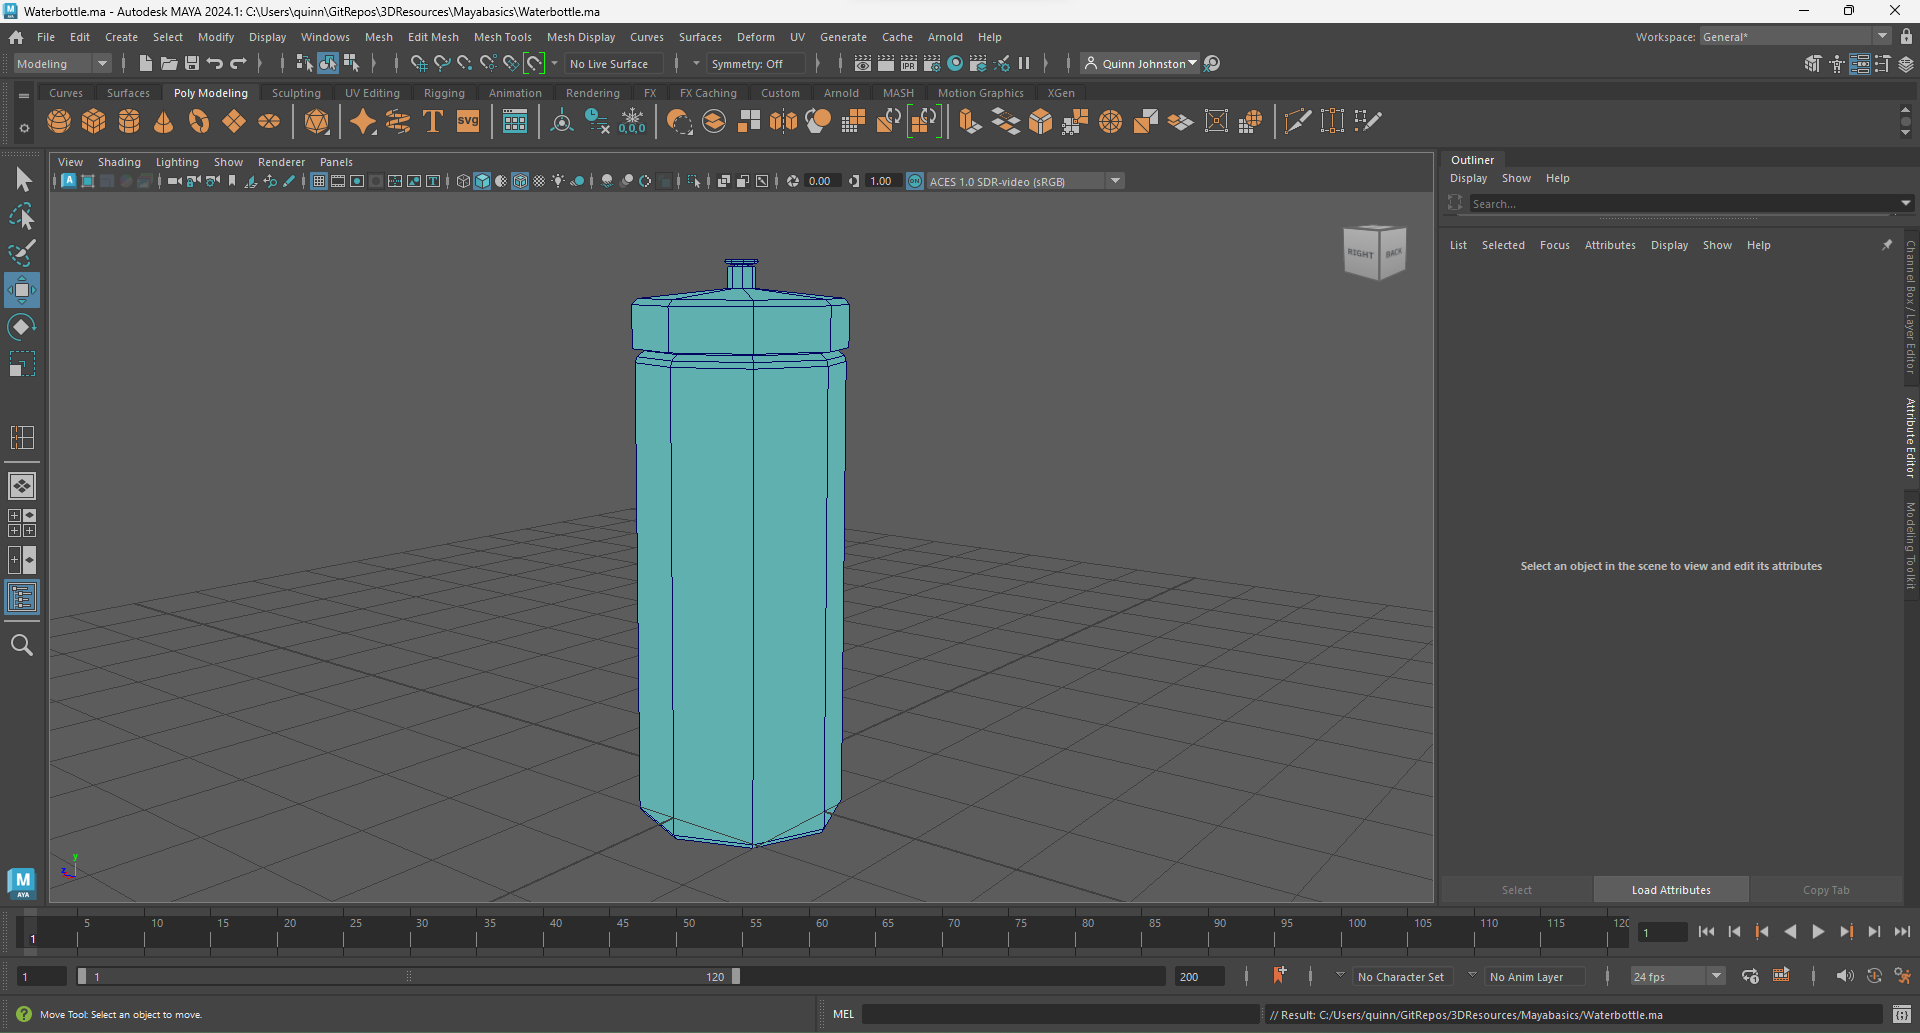 Waterbottle.ma - Autodesk MAYA 2024.1: C:\Users\quinn\GitRepos\3DResources\Mayabasics\Waterbottle.ma
File Edit Create Select Modify Display Windows Mesh Edit Mesh Mesh Tools Mesh Display Curves Surfaces Deform UV Generate Cache Arnold Help Workspace: General*
Modeling No Live Surface Symmetry: Off IPR Quinn Johnston
Curves Surfaces Poly Modeling Sculpting UV Editing Rigging Animation Rendering FX FX Caching Custom Arnold MASH Motion Graphics XGen
T svg 0,0,0
View Shading Lighting Show Renderer Panels
0.00 1.00 ON ACES 1.0 SDR-video (sRGB)
RIGHT BACK
Outliner
Display Show Help
Search...
List Selected Focus Attributes Display Show Help
Channel Box / Layer Editor
Attribute Editor
Modeling Toolkit
Select an object in the scene to view and edit its attributes
Select Load Attributes Copy Tab
y
z
M
AYA
5 10 15 20 25 30 35 40 45 50 55 60 65 70 75 80 85 90 95 100 105 110 115 120
1 1
1 1 120 200 No Character Set No Anim Layer 24 fps
Move Tool: Select an object to move. MEL // Result: C:/Users/quinn/GitRepos/3DResources/Mayabasics/Waterbottle.ma